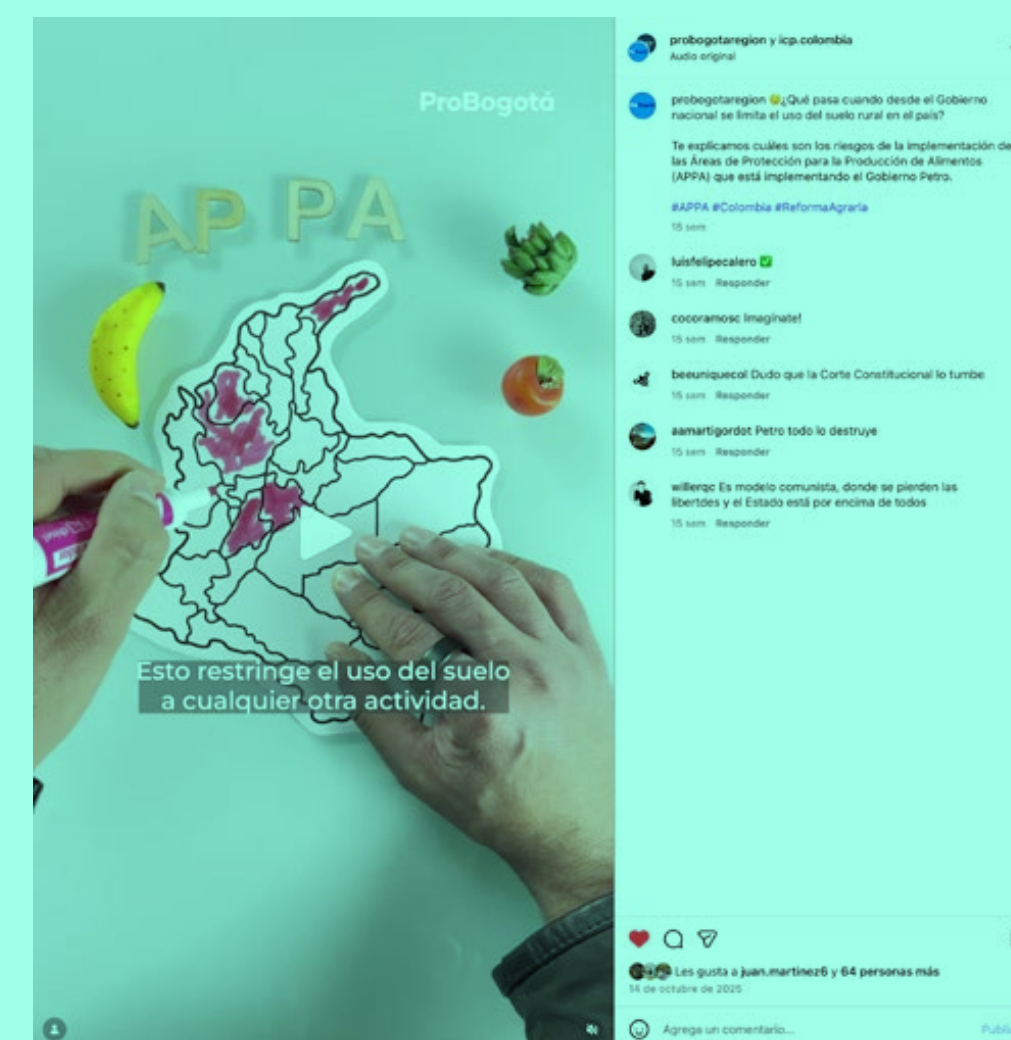 ProBogotá
AP PA
Esto restringe el uso del suelo
a cualquier otra actividad.
probogotaregion y icp.colombia
Audio original
probogotaregion 🤔¿Qué pasa cuando desde el Gobierno
nacional se limita el uso del suelo rural en el país?
Te explicamos cuáles son los riesgos de la implementación de
las Áreas de Protección para la Producción de Alimentos
(APPA) que está implementando el Gobierno Petro.
#APPA #Colombia #ReformaAgraria
15 sem
luisfelipecalero ✅
15 sem Responder
cocoramosc Imagínate!
15 sem Responder
beeuniquecol Dudo que la Corte Constitucional lo tumbe
15 sem Responder
aamartigordot Petro todo lo destruye
15 sem Responder
willerqc Es modelo comunista, donde se pierden las
libertdes y el Estado está por encima de todos
15 sem Responder
Les gusta a juan.martinez6 y 64 personas más
14 de octubre de 2025
Agrega un comentario...